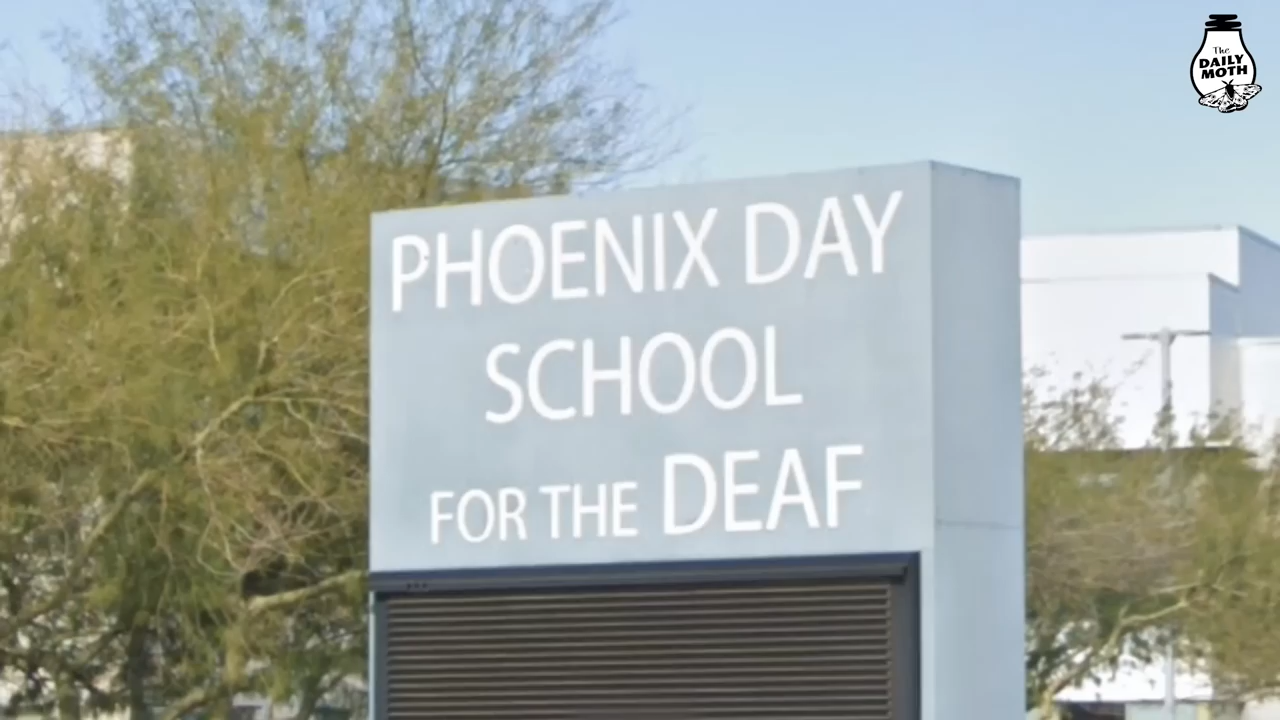 The
DAILY
MOTH
PHOENIX DAY
SCHOOL
FOR THE DEAF